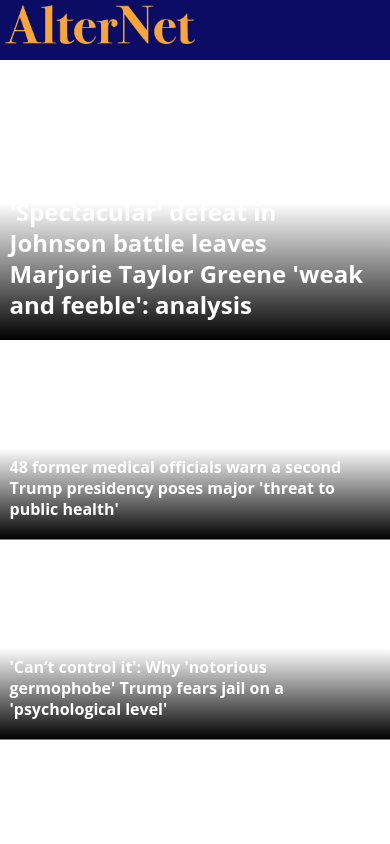 AlterNet
'Spectacular' defeat in
Johnson battle leaves
Marjorie Taylor Greene 'weak
and feeble': analysis
48 former medical officials warn a second
Trump presidency poses major 'threat to
public health'
'Can’t control it': Why 'notorious
germophobe' Trump fears jail on a
'psychological level'